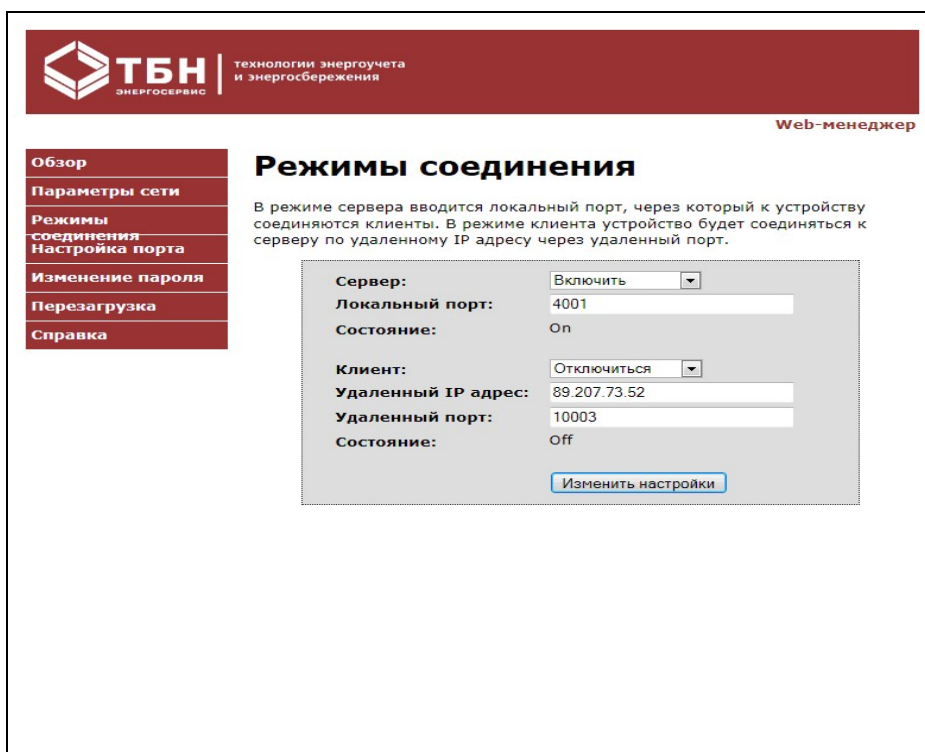 ТБН
ЭНЕРГОСЕРВИС
технологии энергоучета
и энергосбережения
Web-менеджер
Обзор
Параметры сети
Режимы
соединения
Настройка порта
Изменение пароля
Перезагрузка
Справка
Режимы соединения
В режиме сервера вводится локальный порт, через который к устройству
соединяются клиенты. В режиме клиента устройство будет соединяться к
серверу по удаленному IP адресу через удаленный порт.
Сервер: Включить
Локальный порт: 4001
Состояние: On
Клиент: Отключиться
Удаленный IP адрес: 89.207.73.52
Удаленный порт: 10003
Состояние: Off
Изменить настройки